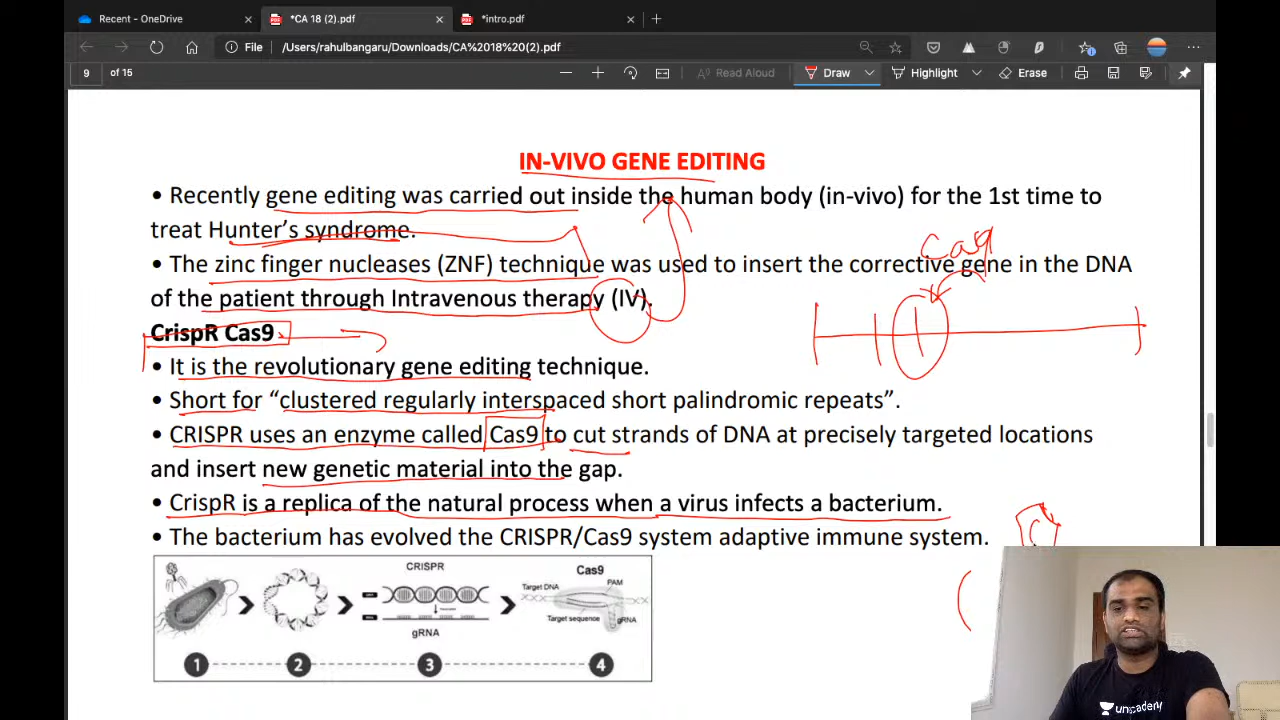 Recent - OneDrive
*CA 18 (2).pdf
*intro.pdf
File
/Users/rahulbangaru/Downloads/CA%2018%20(2).pdf
9 of 15
Read Aloud
Draw
Highlight
Erase
IN-VIVO GENE EDITING
• Recently gene editing was carried out inside the human body (in-vivo) for the 1st time to
treat Hunter’s syndrome.
• The zinc finger nucleases (ZNF) technique was used to insert the corrective gene in the DNA
of the patient through Intravenous therapy (IV).
Cas9
CrispR Cas9
• It is the revolutionary gene editing technique.
• Short for “clustered regularly interspaced short palindromic repeats”.
• CRISPR uses an enzyme called Cas9 to cut strands of DNA at precisely targeted locations
and insert new genetic material into the gap.
• CrispR is a replica of the natural process when a virus infects a bacterium.
• The bacterium has evolved the CRISPR/Cas9 system adaptive immune system.
CRISPR
gRNA
Cas9
Target DNA
PAM
Target sequence
gRNA
1
2
3
4
unacademy